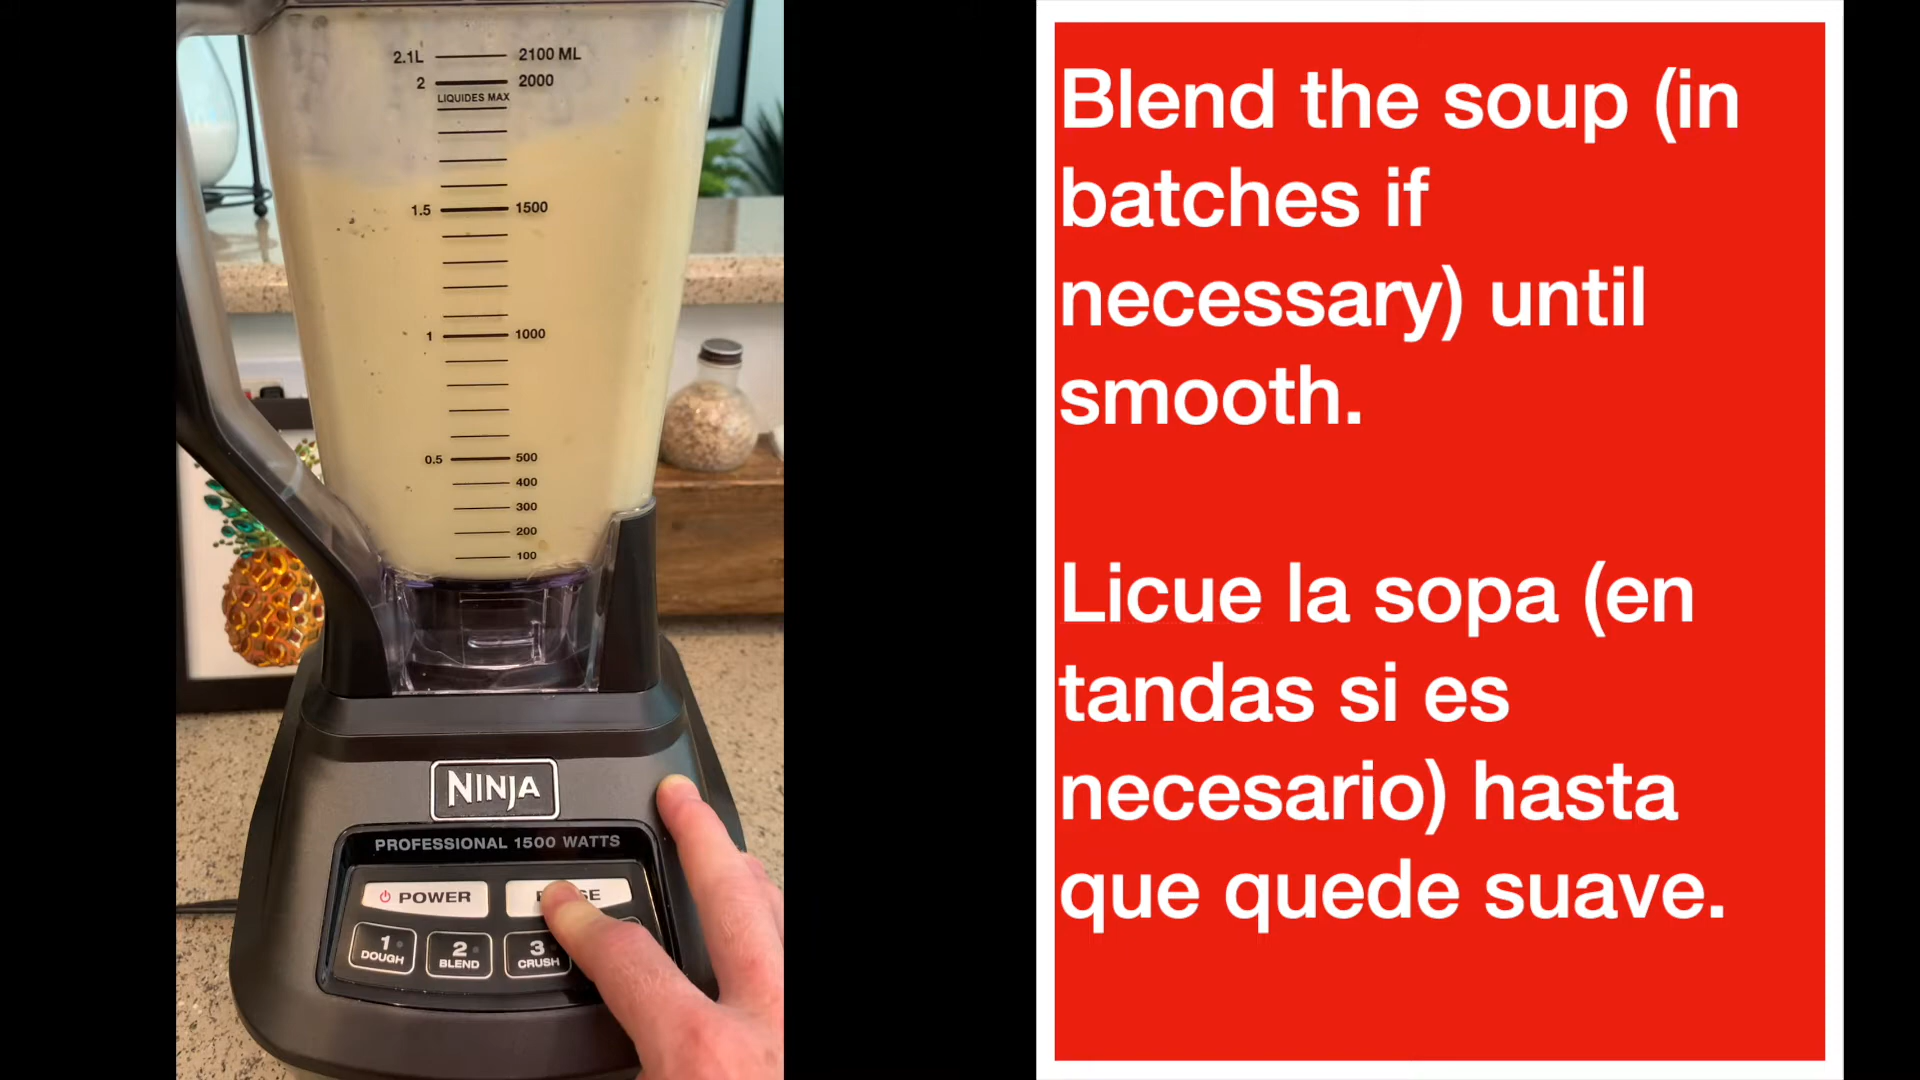 2.1L 2100 ML
2 2000
LIQUIDES MAX
1.5 1500
1 1000
0.5 500
400
300
200
100
NINJA
PROFESSIONAL 1500 WATTS
POWER
1 DOUGH
2 BLEND
3 CRUSH
Blend the soup (in
batches if
necessary) until
smooth.
Licue la sopa (en
tandas si es
necesario) hasta
que quede suave.